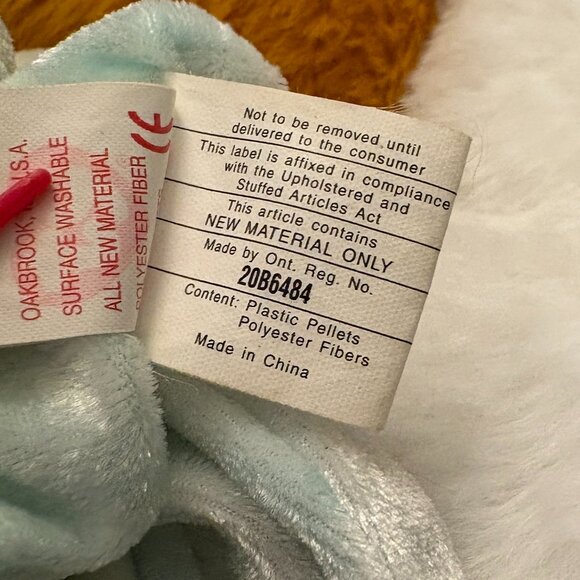 OAKBROOK, U.S.A.
SURFACE WASHABLE
ALL NEW MATERIAL
POLYESTER FIBER
CE
Not to be removed until
delivered to the consumer
This label is affixed in compliance
with the Upholstered and
Stuffed Articles Act
This article contains
NEW MATERIAL ONLY
Made by Ont. Reg. No.
20B6484
Content: Plastic Pellets
Polyester Fibers
Made in China